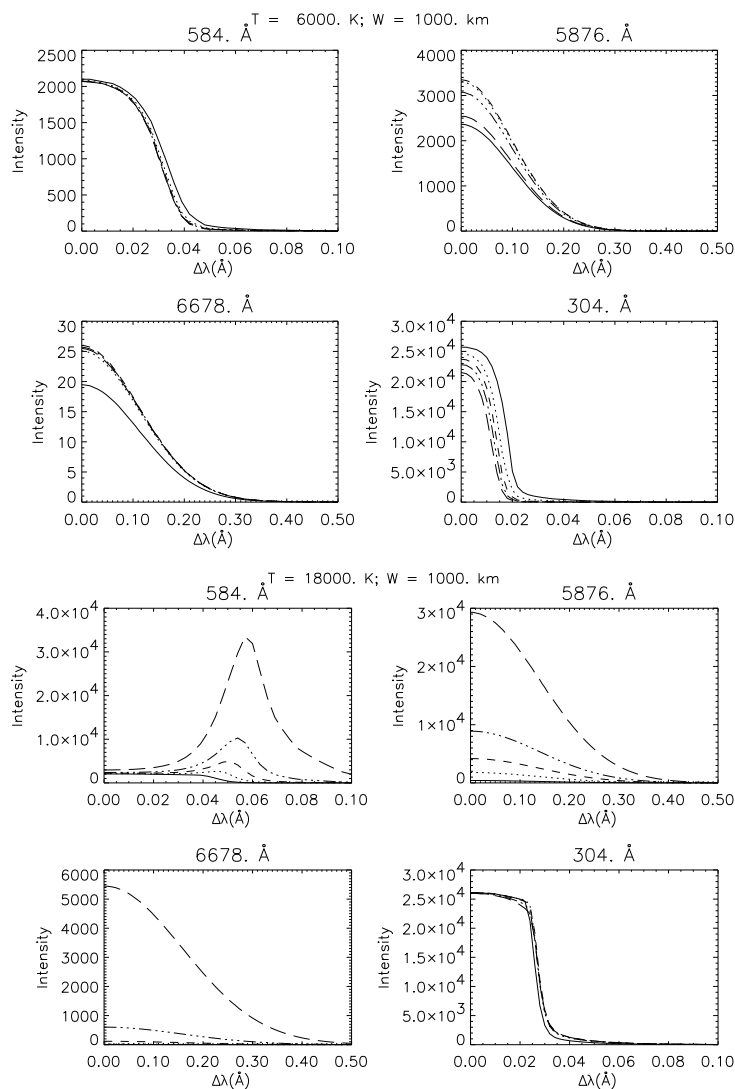 T = 6000. K; W = 1000. km
584. Å
5876. Å
2500
2000
1500
1000
500
0
Intensity
0.00 0.02 0.04 0.06 0.08 0.10
Δλ(Å)
4000
3000
2000
1000
0
Intensity
0.00 0.10 0.20 0.30 0.40 0.50
Δλ(Å)
6678. Å
304. Å
30
25
20
15
10
5
0
Intensity
0.00 0.10 0.20 0.30 0.40 0.50
Δλ(Å)
3.0×10⁴
2.5×10⁴
2.0×10⁴
1.5×10⁴
1.0×10⁴
5.0×10³
0
Intensity
0.00 0.02 0.04 0.06 0.08 0.10
Δλ(Å)
T = 18000. K; W = 1000. km
584. Å
5876. Å
4.0×10⁴
3.0×10⁴
2.0×10⁴
1.0×10⁴
0
Intensity
0.00 0.02 0.04 0.06 0.08 0.10
Δλ(Å)
3×10⁴
2×10⁴
1×10⁴
0
Intensity
0.00 0.10 0.20 0.30 0.40 0.50
Δλ(Å)
6678. Å
304. Å
6000
5000
4000
3000
2000
1000
0
Intensity
0.00 0.10 0.20 0.30 0.40 0.50
Δλ(Å)
3.0×10⁴
2.5×10⁴
2.0×10⁴
1.5×10⁴
1.0×10⁴
5.0×10³
0
Intensity
0.00 0.02 0.04 0.06 0.08 0.10
Δλ(Å)